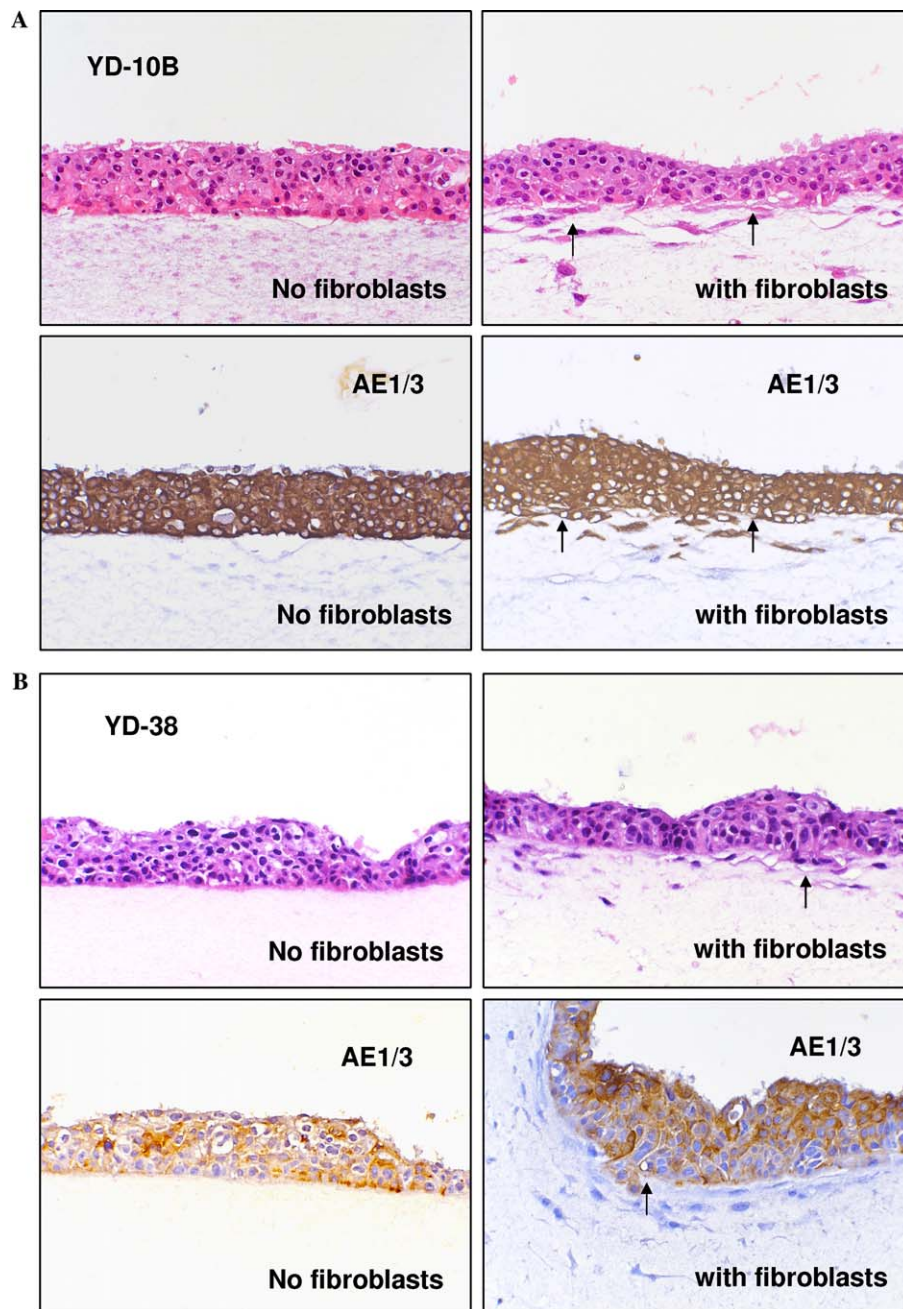 A
YD-10B
No fibroblasts
with fibroblasts
AE1/3
No fibroblasts
AE1/3
with fibroblasts
B
YD-38
No fibroblasts
with fibroblasts
AE1/3
No fibroblasts
AE1/3
with fibroblasts